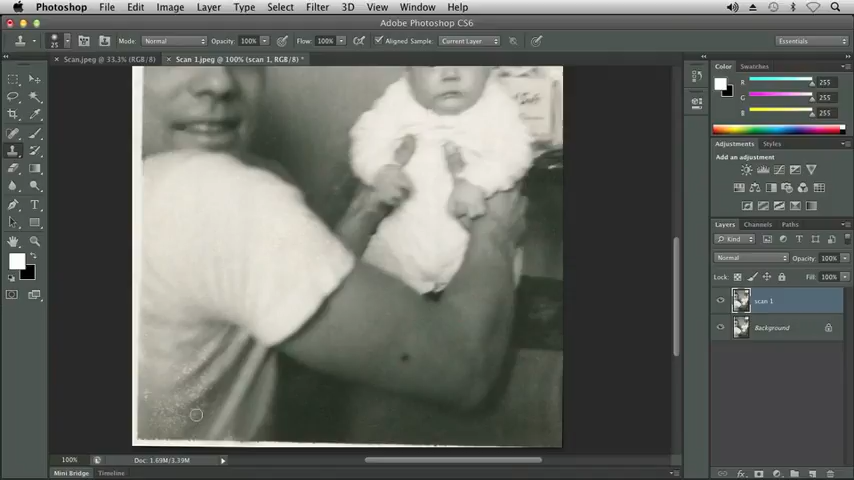 Photoshop File Edit Image Layer Type Select Filter 3D View Window Help
Adobe Photoshop CS6
25 Mode: Normal Opacity: 100% Flow: 100% Aligned Sample: Current Layer Essentials
× Scan.jpeg @ 33.3% (RGB/8) × Scan 1.jpeg @ 100% (scan 1, RGB/8) *
Color Swatches
R 255
G 255
B 255
Adjustments Styles
Add an adjustment
Layers Channels Paths
Kind
Normal Opacity: 100%
Lock: Fill: 100%
scan 1
Background
100% Doc: 1.69M/3.39M
Mini Bridge Timeline